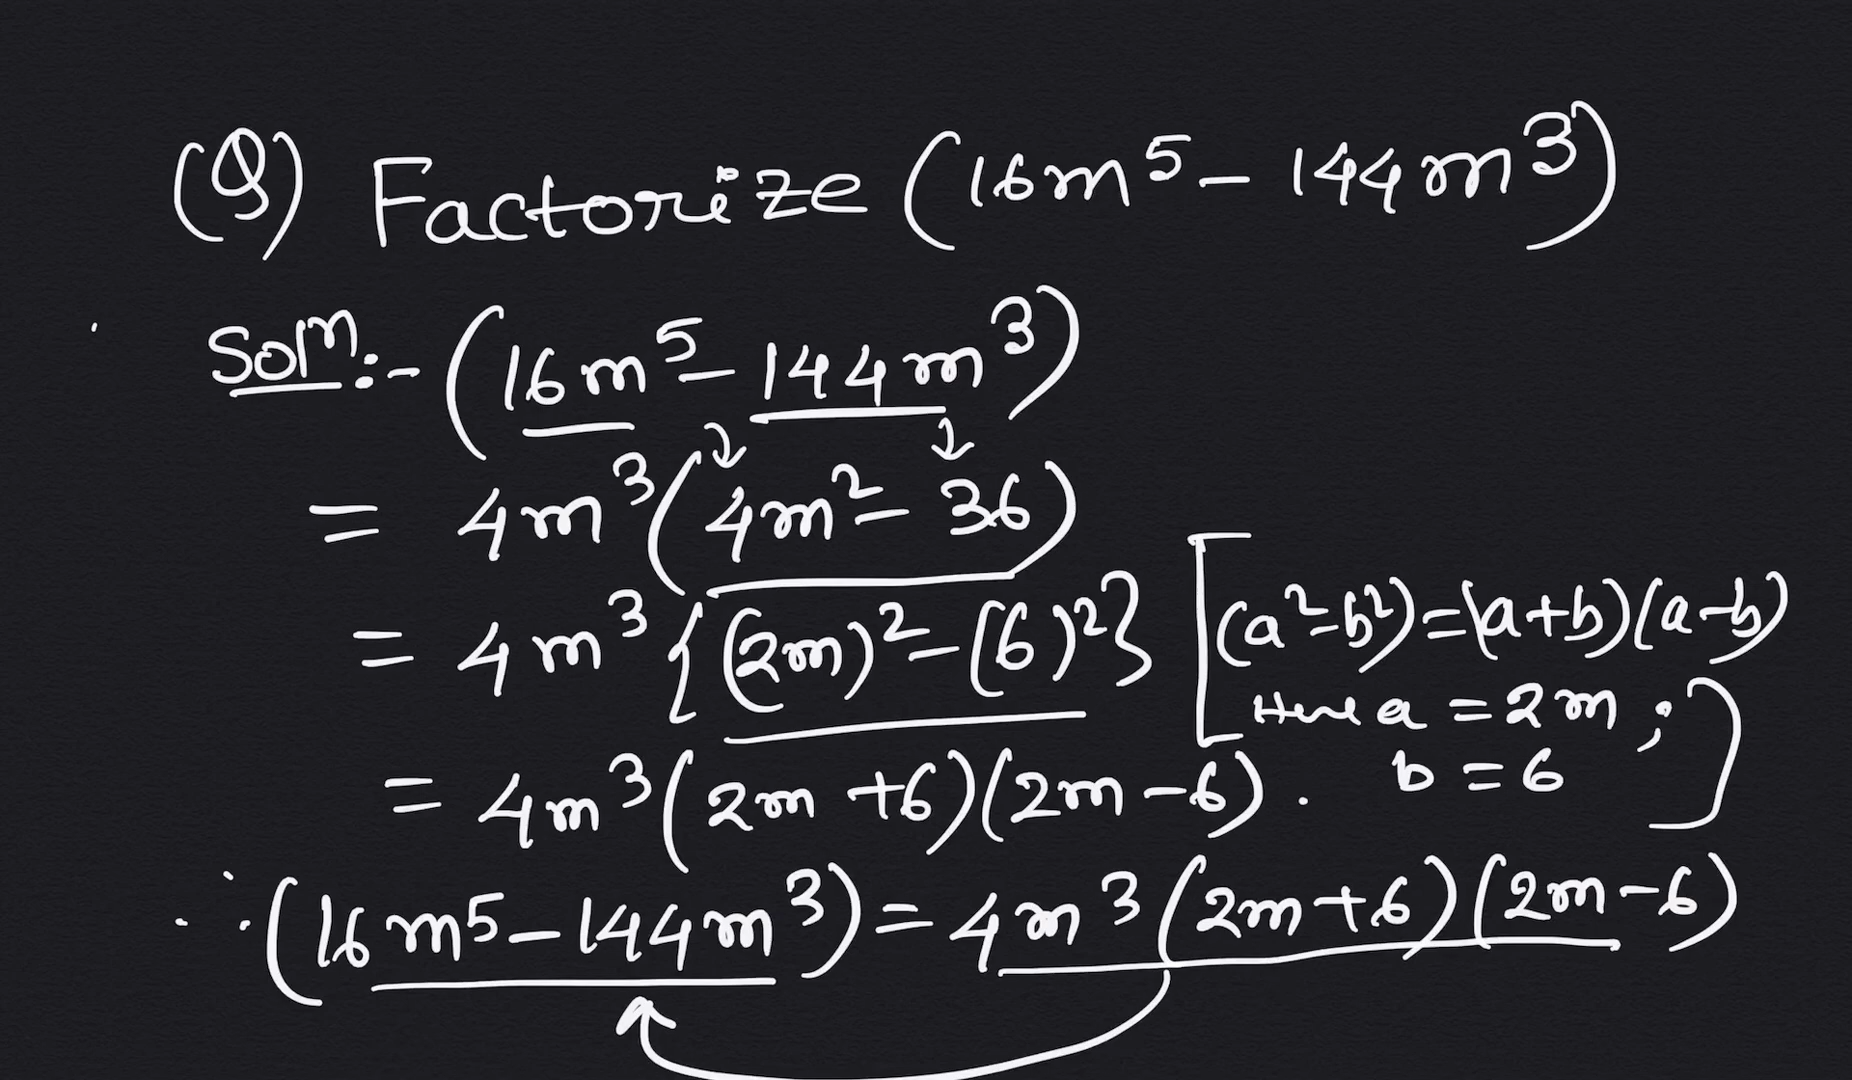 (Q) Factorize (16m⁵ - 144m³)
Solⁿ:- (16m⁵ - 144m³)
= 4m³(4m² - 36)
= 4m³{(2m)² - (6)²} [(a² - b²) = (a+b)(a-b)
Here a = 2m ;
= 4m³(2m +6)(2m - 6). b = 6 ]
∴ (16m5 - 144m³) = 4m³(2m+6)(2m-6)